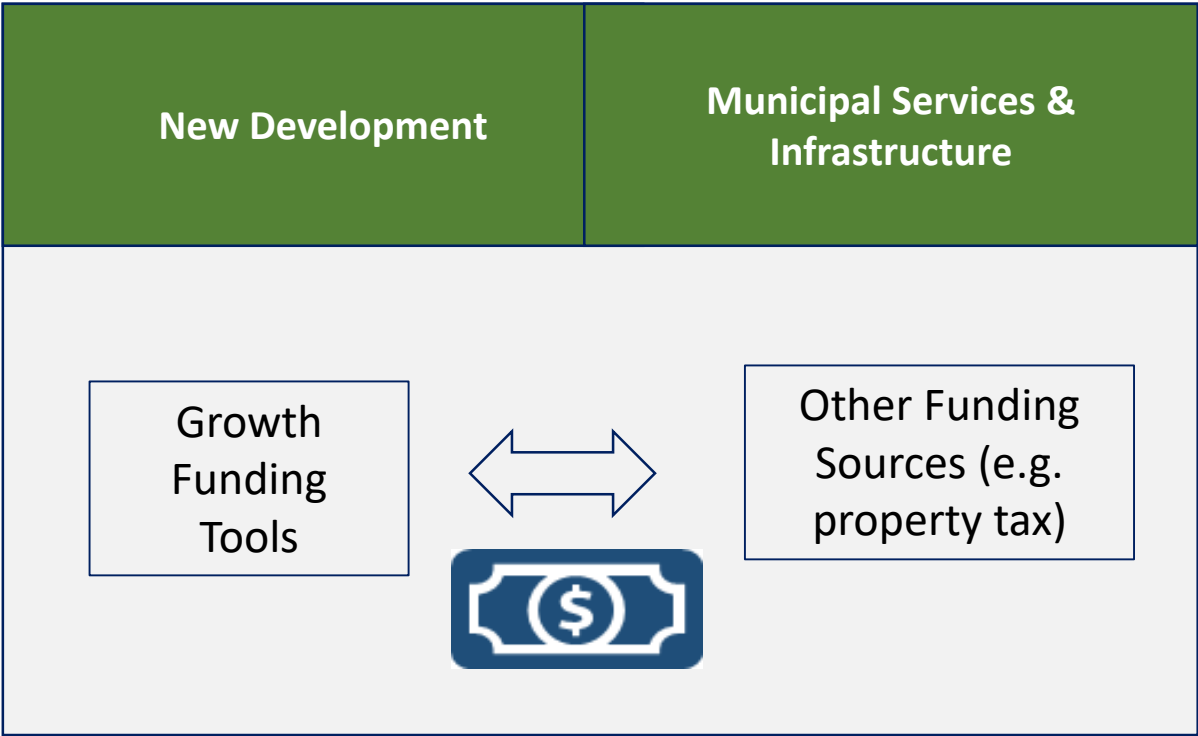 New Development
Municipal Services &
Infrastructure
Growth
Funding
Tools
Other Funding
Sources (e.g.
property tax)
$